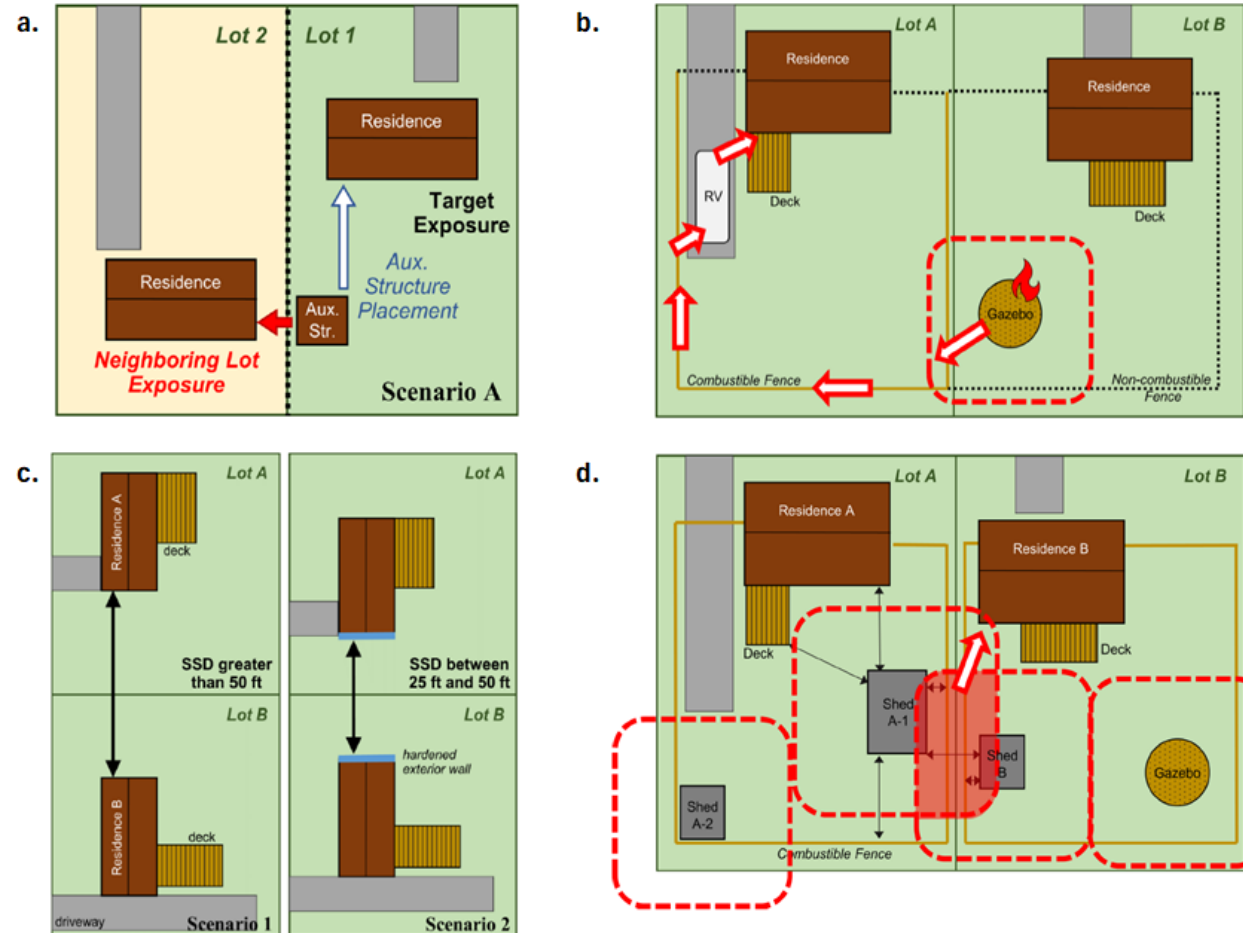 a.
Lot 2
Lot 1
Residence
Target
Exposure
Residence
Aux.
Structure
Placement
Aux.
Str.
Neighboring Lot
Exposure
Scenario A
b.
Lot A
Lot B
Residence
Residence
RV
Deck
Deck
Gazebo
Combustible Fence
Non-combustible
Fence
c.
Lot A
Residence A
deck
SSD greater
than 50 ft
Lot B
Residence B
deck
driveway
Scenario 1
Lot A
SSD between
25 ft and 50 ft
Lot B
hardened
exterior wall
Scenario 2
d.
Lot A
Lot B
Residence A
Residence B
Deck
Deck
Shed
A-1
Shed
B
Gazebo
Shed
A-2
Combustible Fence